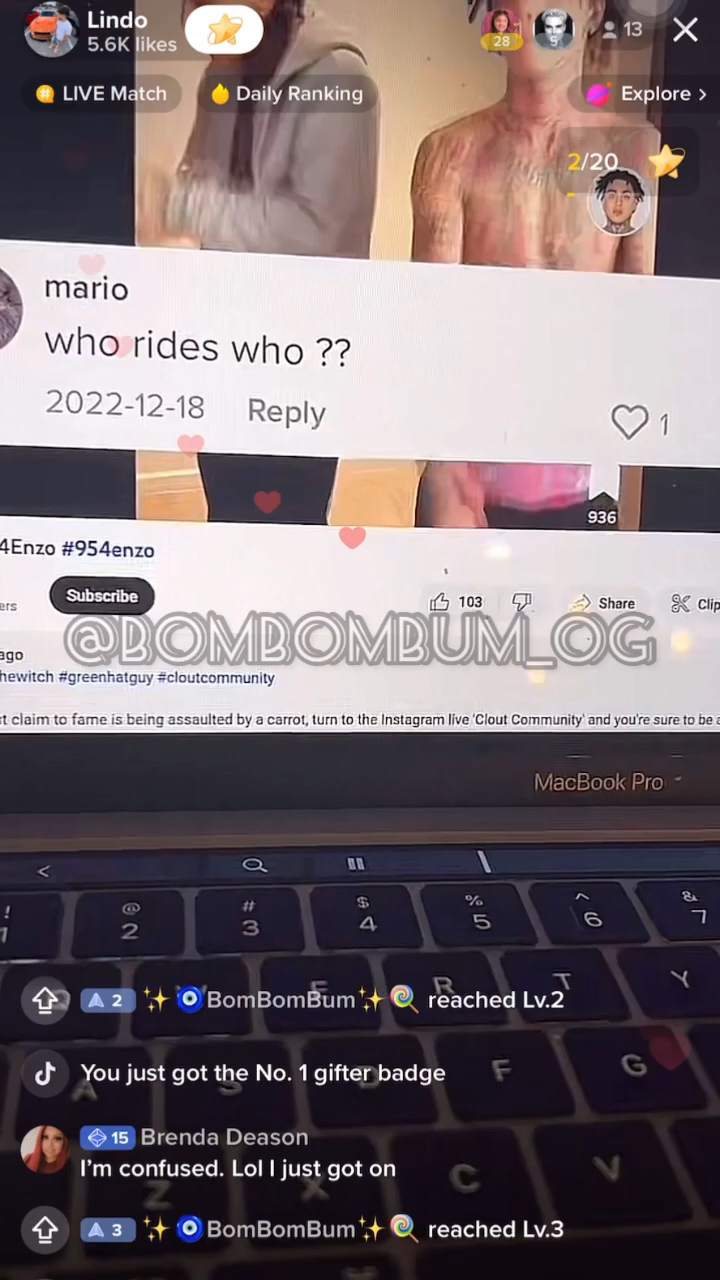 Lindo
5.6K likes
28
5
13
LIVE Match
Daily Ranking
Explore >
2/20
mario
who rides who ??
2022-12-18 Reply
1
936
4Enzo #954enzo
ers Subscribe
103 Share Clip
@BOMBOMBUM_OG
ago
hewitch #greenhatguy #cloutcommunity
t claim to fame is being assaulted by a carrot, turn to the Instagram live 'Clout Community' and you're sure to be a
MacBook Pro
<
! @ # $ % ^ &
1 2 3 4 5 6 7
R T Y
2 ✨🧿BomBomBum✨🍭 reached Lv.2
You just got the No. 1 gifter badge
A S F G
15 Brenda Deason
I'm confused. Lol I just got on
Z X C V
3 ✨🧿BomBomBum✨🍭 reached Lv.3